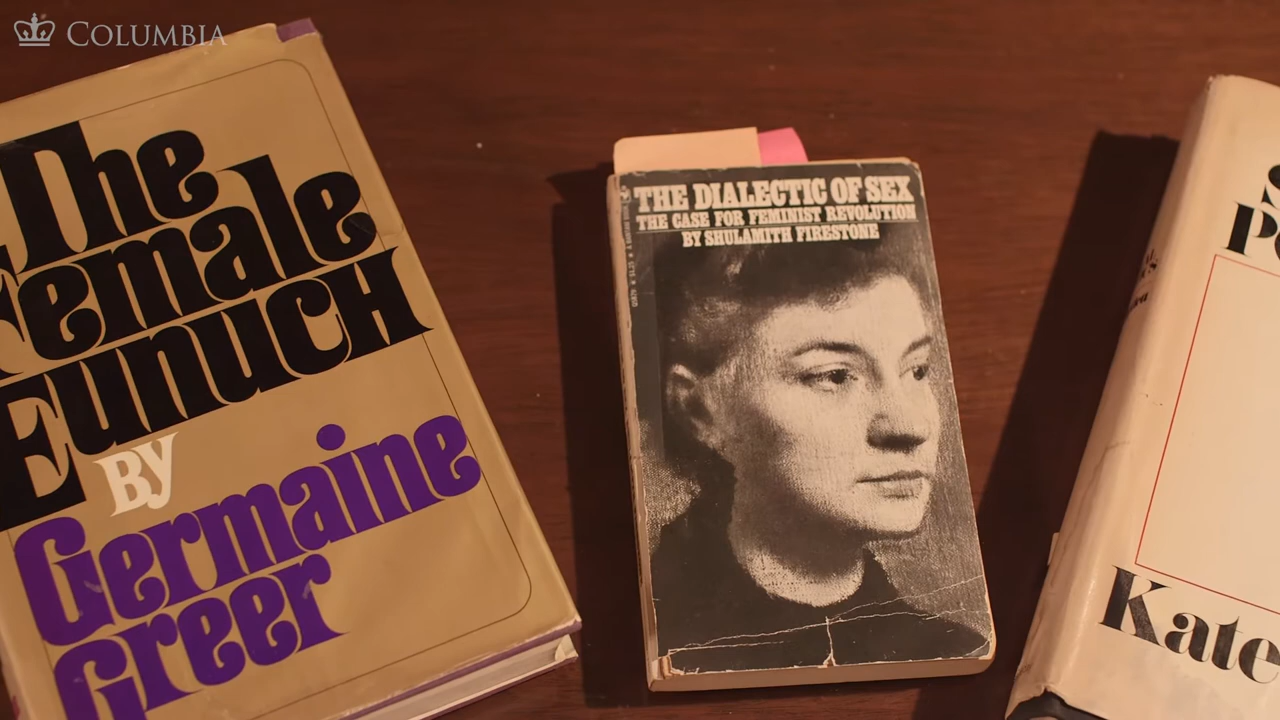 COLUMBIA
The
Female
Eunuch
By
Germaine
Greer
THE DIALECTIC OF SEX
THE CASE FOR FEMINIST REVOLUTION
BY SHULAMITH FIRESTONE
Kate